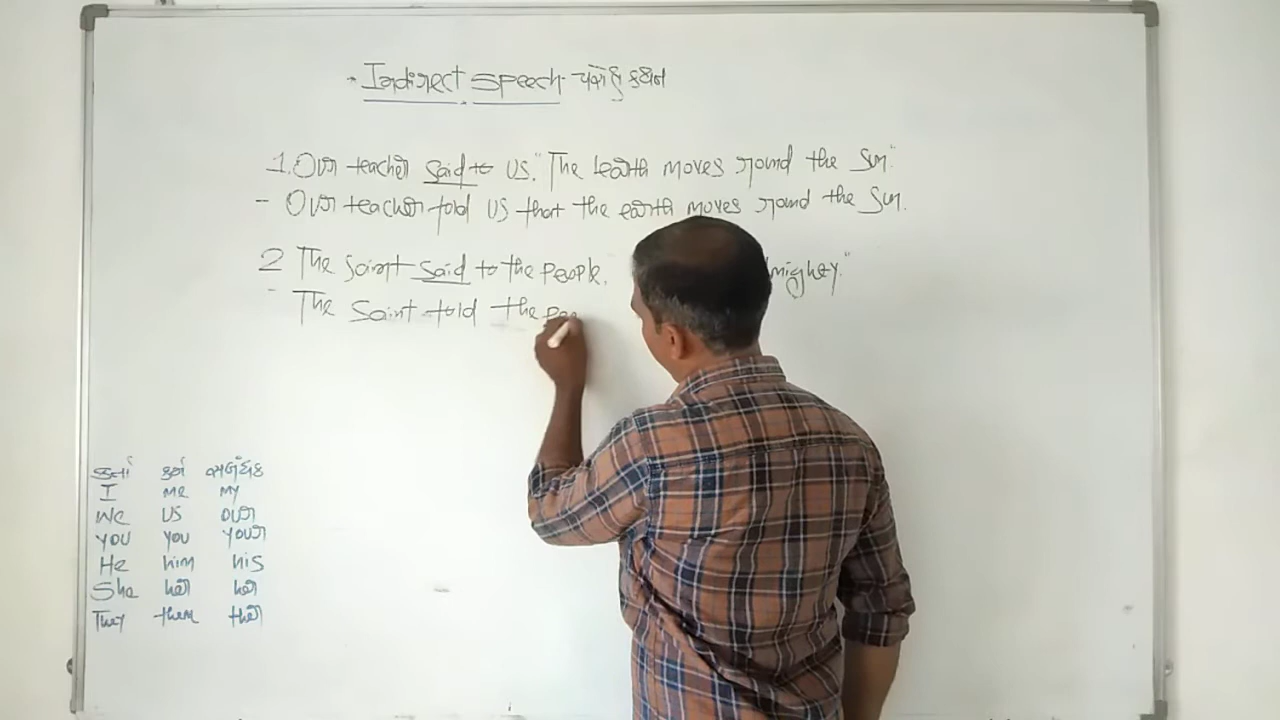 Indirect Speech. પરોક્ષ કથન
1. Our teacher said to us. "The earth moves round the Sun."
- Our teacher told us that the earth moves round the Sun.
2 The saint said to the people.
The Saint told the
કર્તા કર્મ સબંધક
I me my
We us our
you you your
He him his
She her her
They them